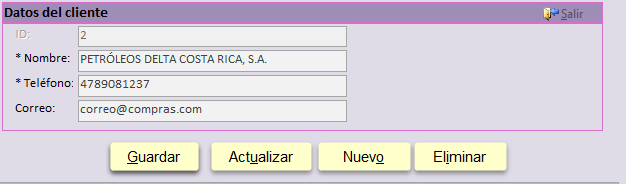 Datos del cliente Salir
ID: 2
* Nombre: PETRÓLEOS DELTA COSTA RICA, S.A.
* Teléfono: 4789081237
Correo: correo@compras.com
Guardar Actualizar Nuevo Eliminar